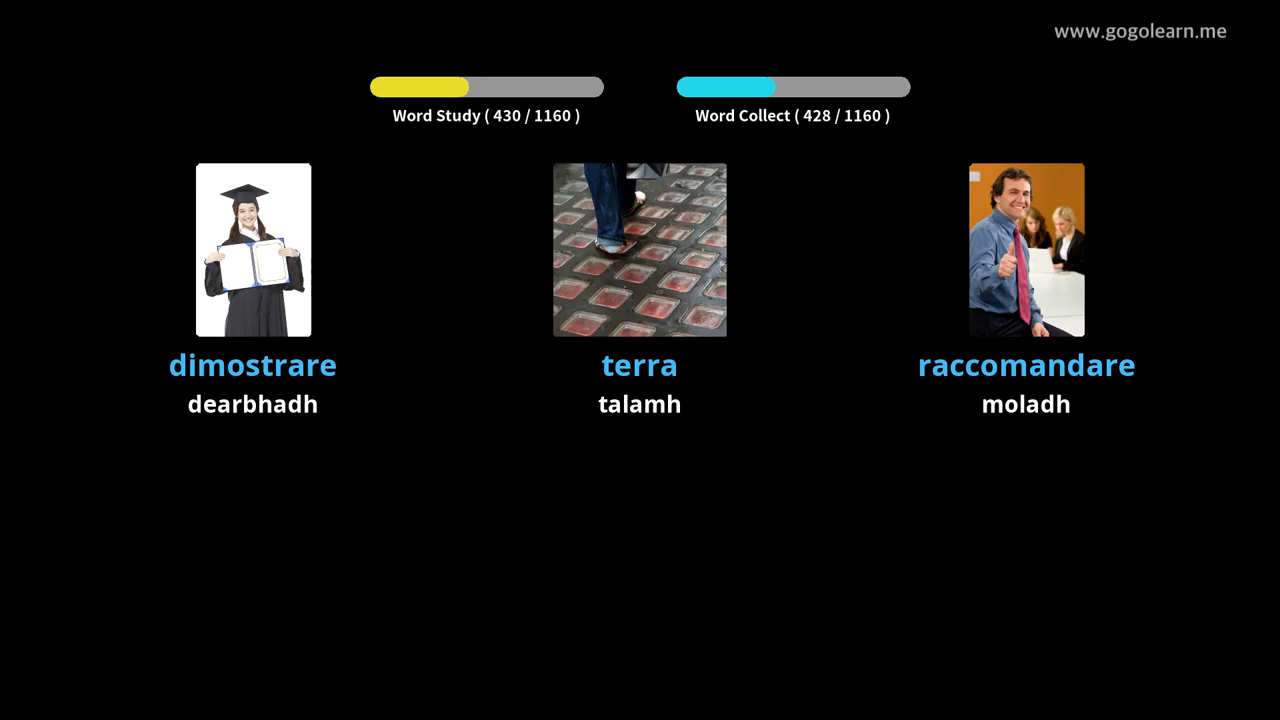 www.gogolearn.me
Word Study ( 430 / 1160 )
Word Collect ( 428 / 1160 )
dimostrare
dearbhadh
terra
talamh
raccomandare
moladh